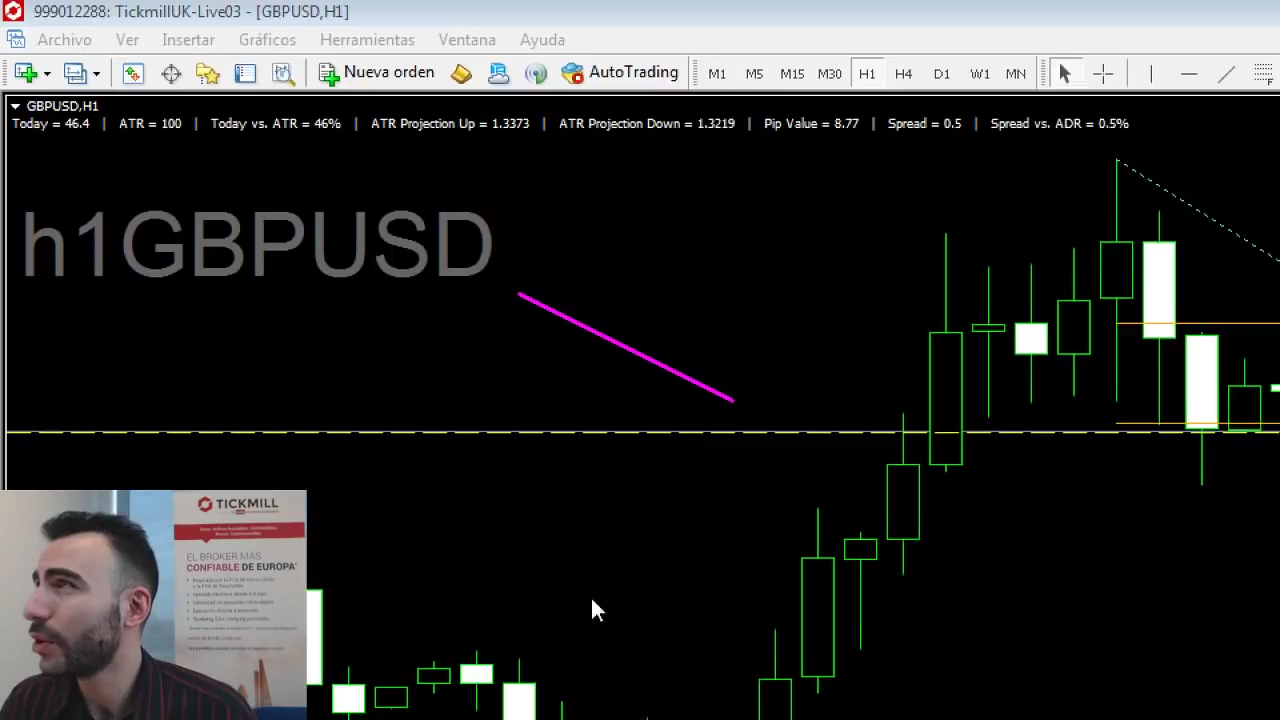 999012288: TickmillUK-Live03 - [GBPUSD,H1]
Archivo Ver Insertar Gráficos Herramientas Ventana Ayuda
Nueva orden AutoTrading M1 M5 M15 M30 H1 H4 D1 W1 MN
GBPUSD,H1
Today = 46.4 | ATR = 100 | Today vs. ATR = 46% | ATR Projection Up = 1.3373 | ATR Projection Down = 1.3219 | Pip Value = 8.77 | Spread = 0.5 | Spread vs. ADR = 0.5%
h1GBPUSD
TICKMILL
EL BROKER MÁS
CONFIABLE DE EUROPA*